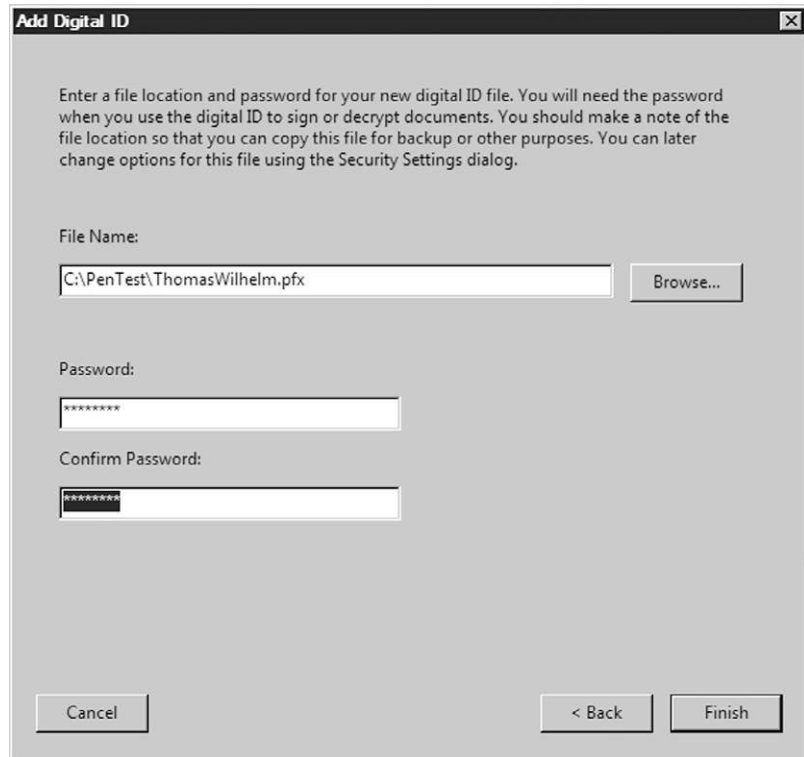 Add Digital ID
Enter a file location and password for your new digital ID file. You will need the password
when you use the digital ID to sign or decrypt documents. You should make a note of the
file location so that you can copy this file for backup or other purposes. You can later
change options for this file using the Security Settings dialog.
File Name:
C:\PenTest\ThomasWilhelm.pfx
Browse...
Password:
********
Confirm Password:
********
Cancel
< Back
Finish